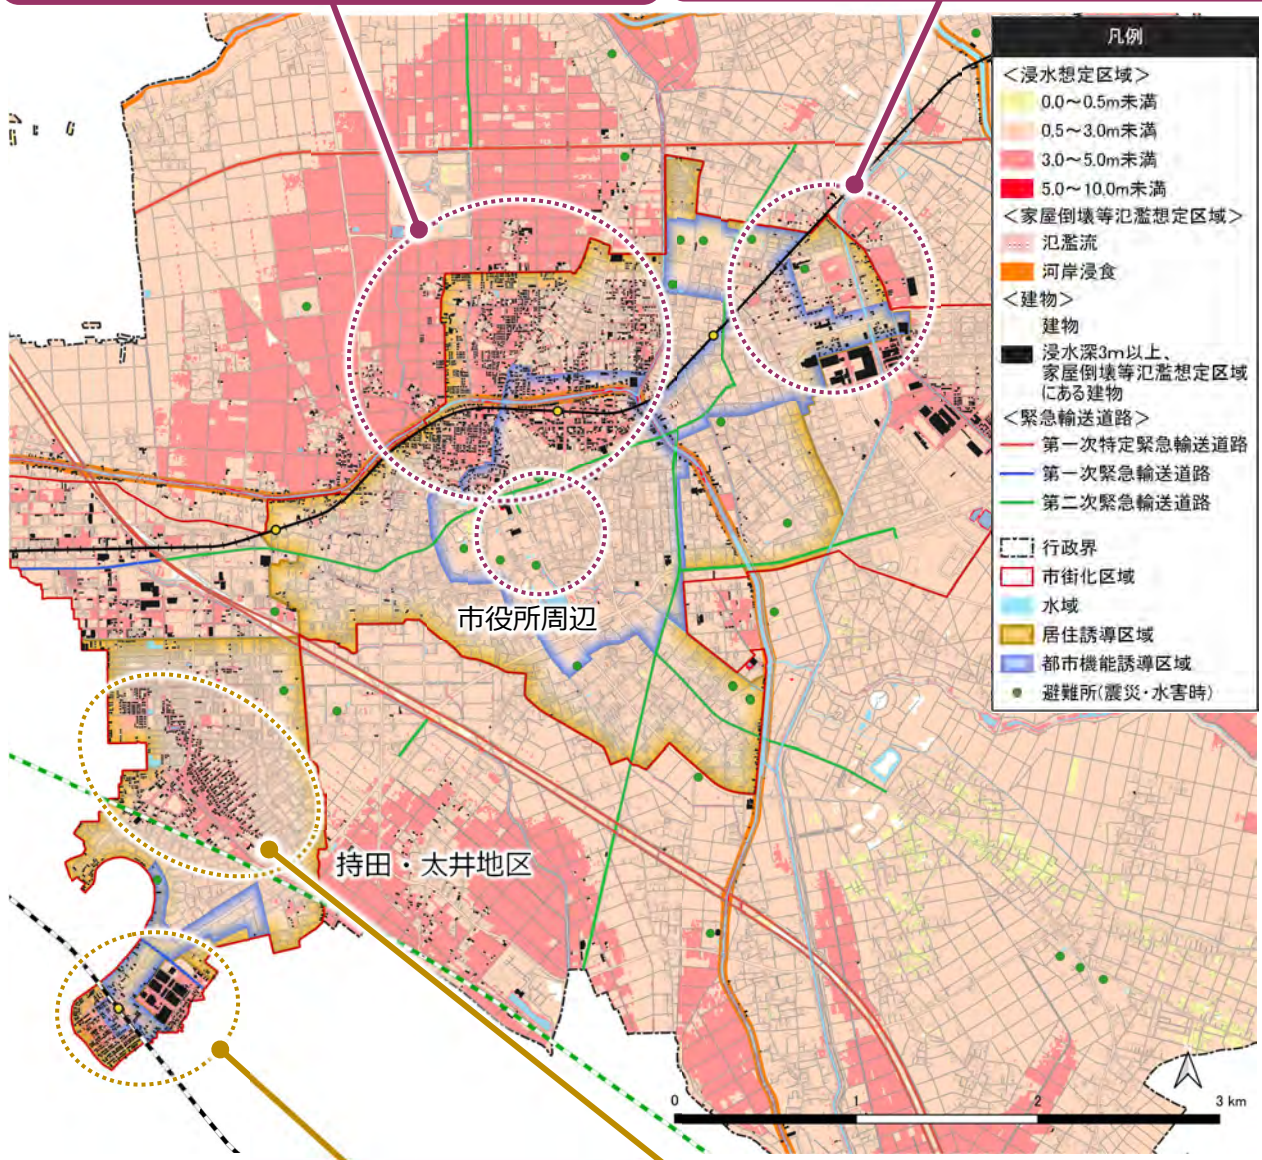 凡例
＜浸水想定区域＞
0.0～0.5m未満
0.5～3.0m未満
3.0～5.0m未満
5.0～10.0m未満
＜家屋倒壊等氾濫想定区域＞
氾濫流
河岸浸食
＜建物＞
建物
浸水深3m以上、
家屋倒壊等氾濫想定区域
にある建物
＜緊急輸送道路＞
第一次特定緊急輸送道路
第一次緊急輸送道路
第二次緊急輸送道路
行政界
市街化区域
水域
居住誘導区域
都市機能誘導区域
避難所(震災・水害時)
市役所周辺
持田・太井地区
0 1 2 3 km